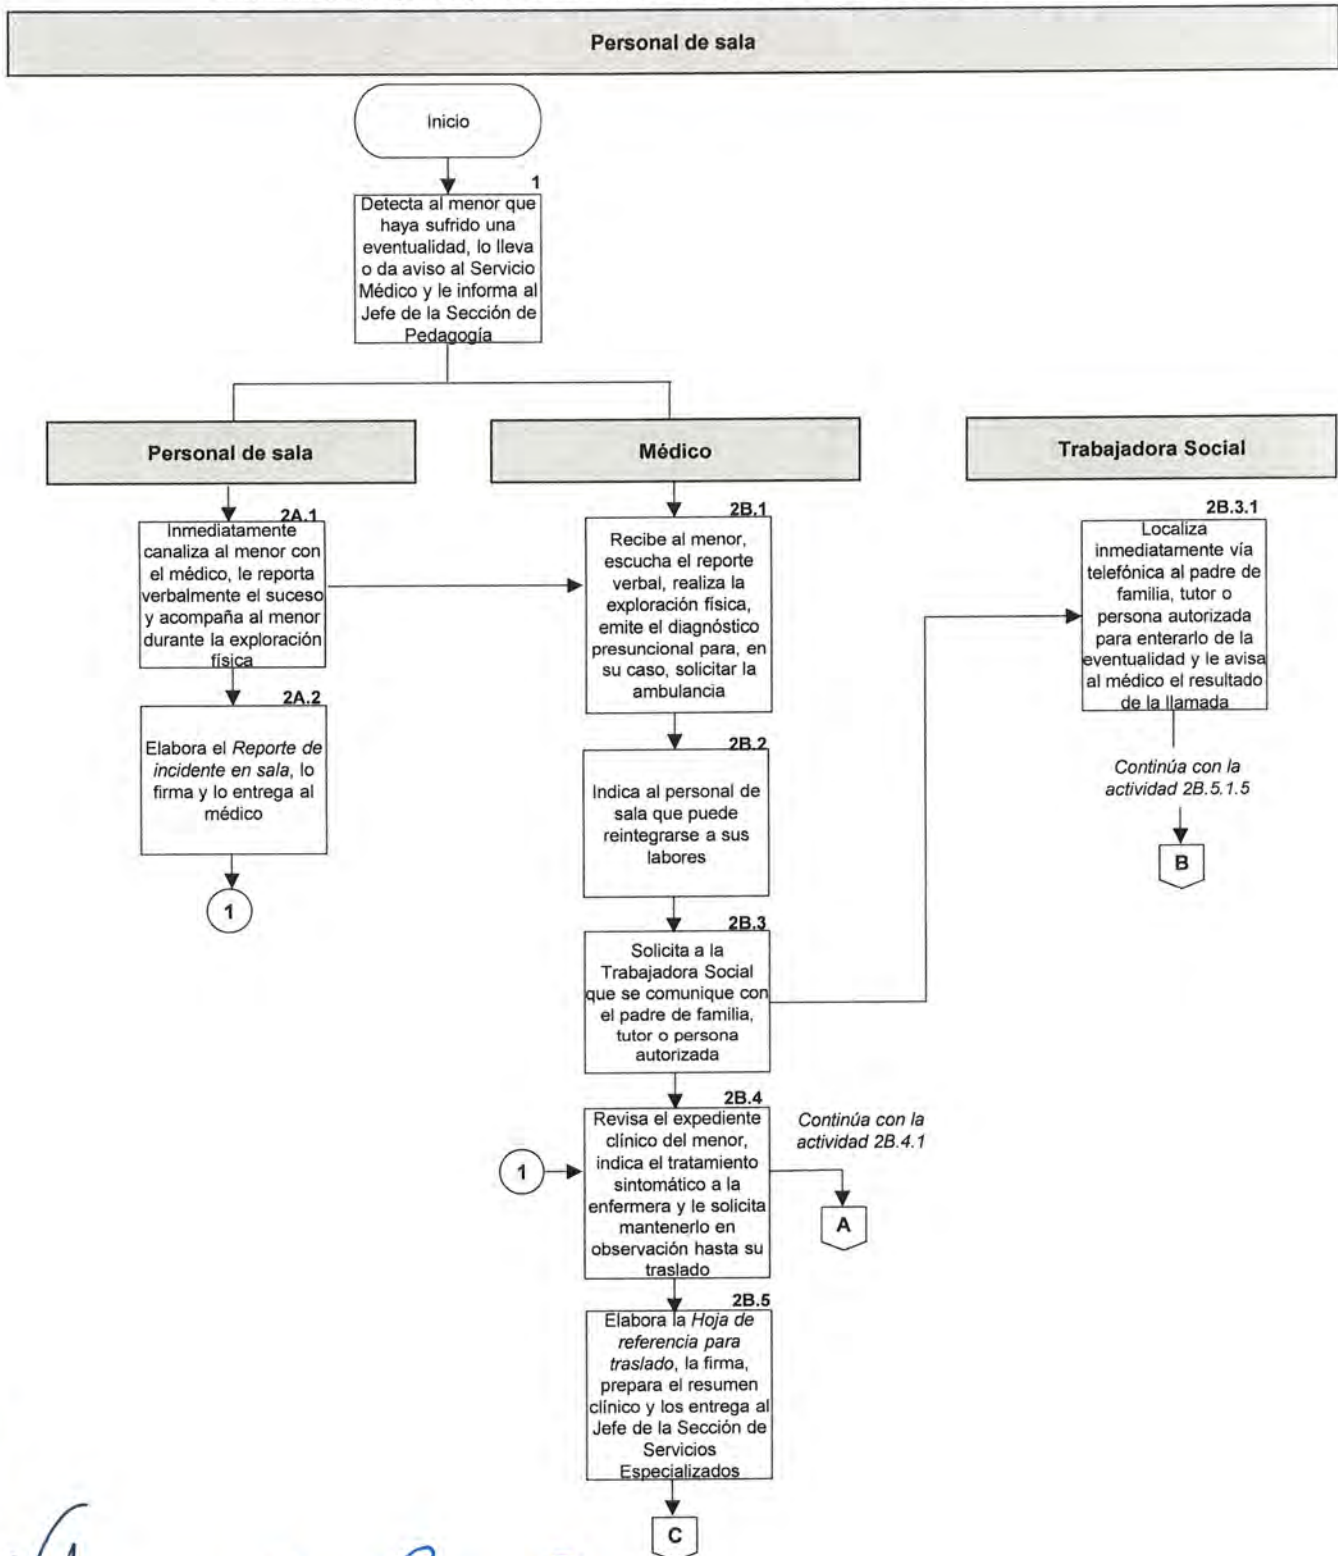 Personal de sala
Inicio
1
Detecta al menor que
haya sufrido una
eventualidad, lo lleva
o da aviso al Servicio
Médico y le informa al
Jefe de la Sección de
Pedagogía
Personal de sala
Médico
Trabajadora Social
2A.1
Inmediatamente
canaliza al menor con
el médico, le reporta
verbalmente el suceso
y acompaña al menor
durante la exploración
física
2A.2
Elabora el Reporte de
incidente en sala, lo
firma y lo entrega al
médico
1
2B.1
Recibe al menor,
escucha el reporte
verbal, realiza la
exploración física,
emite el diagnóstico
presuncional para, en
su caso, solicitar la
ambulancia
2B.2
Indica al personal de
sala que puede
reintegrarse a sus
labores
2B.3
Solicita a la
Trabajadora Social
que se comunique con
el padre de familia,
tutor o persona
autorizada
2B.3.1
Localiza
inmediatamente vía
telefónica al padre de
familia, tutor o
persona autorizada
para enterarlo de la
eventualidad y le avisa
al médico el resultado
de la llamada
Continúa con la
actividad 2B.5.1.5
B
1
2B.4
Revisa el expediente
clínico del menor,
indica el tratamiento
sintomático a la
enfermera y le solicita
mantenerlo en
observación hasta su
traslado
Continúa con la
actividad 2B.4.1
A
2B.5
Elabora la Hoja de
referencia para
traslado, la firma,
prepara el resumen
clínico y los entrega al
Jefe de la Sección de
Servicios
Especializados
C